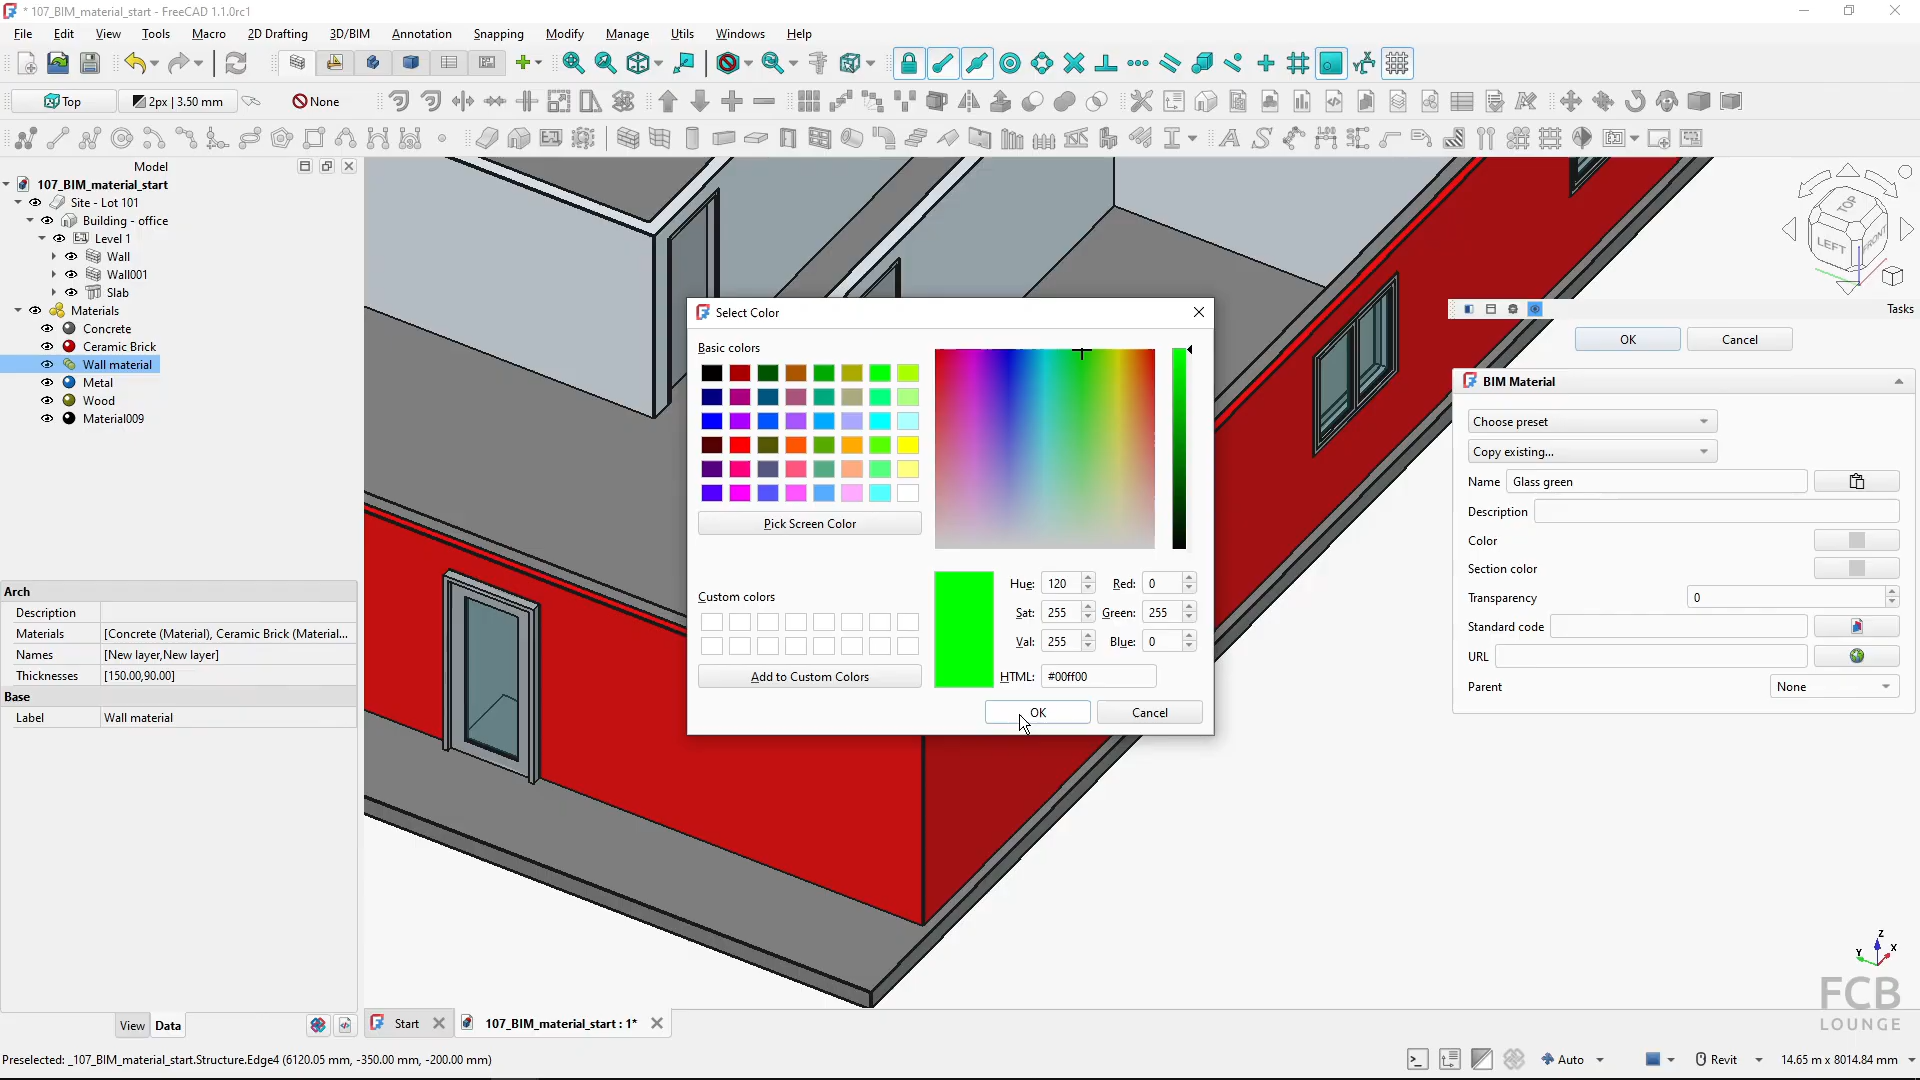 * 107_BIM_material_start - FreeCAD 1.1.0rc1
File Edit View Tools Macro 2D Drafting 3D/BIM Annotation Snapping Modify Manage Utils Windows Help
Top 2px | 3.50 mm None
Model
107_BIM_material_start
Site - Lot 101
Building - office
Level 1
Wall
Wall001
Slab
Materials
Concrete
Ceramic Brick
Wall material
Metal
Wood
Material009
Arch
Description
Materials [Concrete (Material), Ceramic Brick (Material...
Names [New layer,New layer]
Thicknesses [150.00,90.00]
Base
Label Wall material
View Data
Select Color
Basic colors
Pick Screen Color
Custom colors
Add to Custom Colors
Hue: 120 Red: 0
Sat: 255 Green: 255
Val: 255 Blue: 0
HTML: #00ff00
OK Cancel
TOP
LEFT FRONT
Tasks
OK Cancel
BIM Material
Choose preset
Copy existing...
Name Glass green
Description
Color
Section color
Transparency 0
Standard code
URL
Parent None
Z
Y X
FCB
LOUNGE
Start 107_BIM_material_start : 1*
Preselected: _107_BIM_material_start.Structure.Edge4 (6120.05 mm, -350.00 mm, -200.00 mm)
Auto Revit 14.65 m x 8014.84 mm